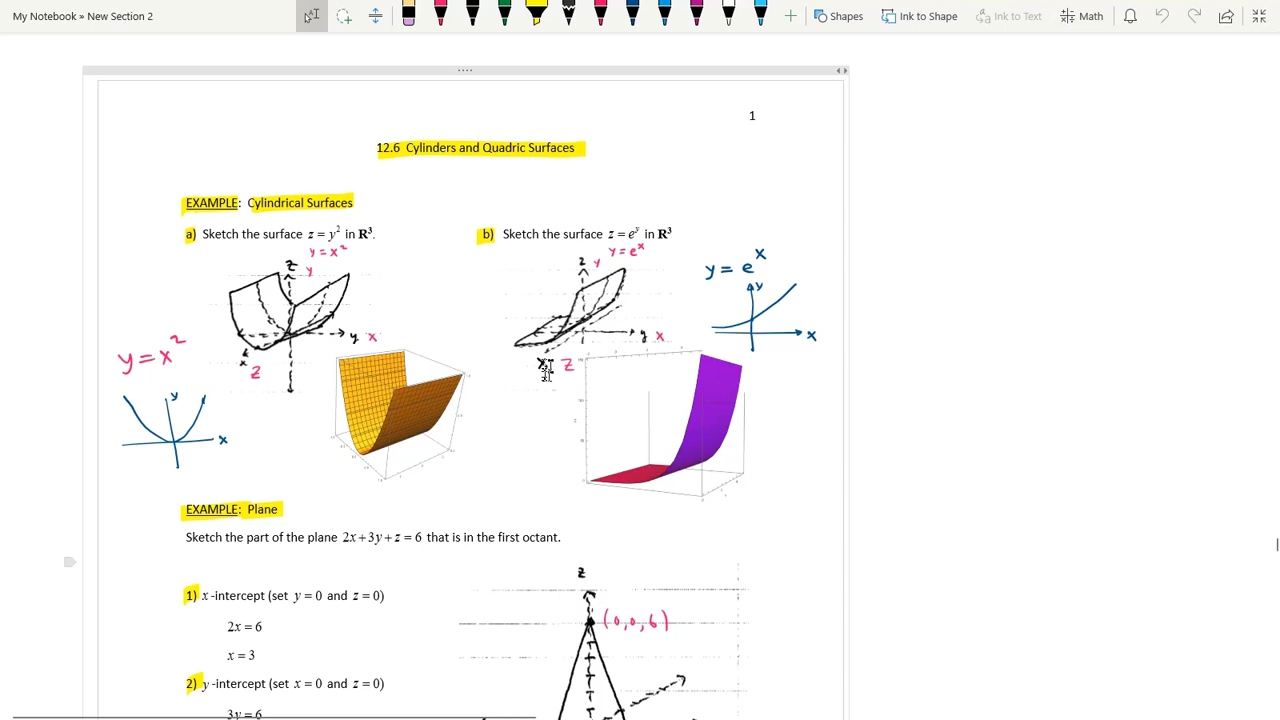 My Notebook » New Section 2
Shapes
Ink to Shape
Ink to Text
Math
1
12.6 Cylinders and Quadric Surfaces
EXAMPLE: Cylindrical Surfaces
a) Sketch the surface z = y² in R³.
b) Sketch the surface z = eʸ in R³
y = x²
y = eˣ
y = eˣ
z
y
z
y
y
y
x
y
x
x
y = x²
z
z
y
x
EXAMPLE: Plane
Sketch the part of the plane 2x + 3y + z = 6 that is in the first octant.
z
1) x-intercept (set y = 0 and z = 0)
(0,0,6)
2x = 6
x = 3
2) y-intercept (set x = 0 and z = 0)
3y = 6